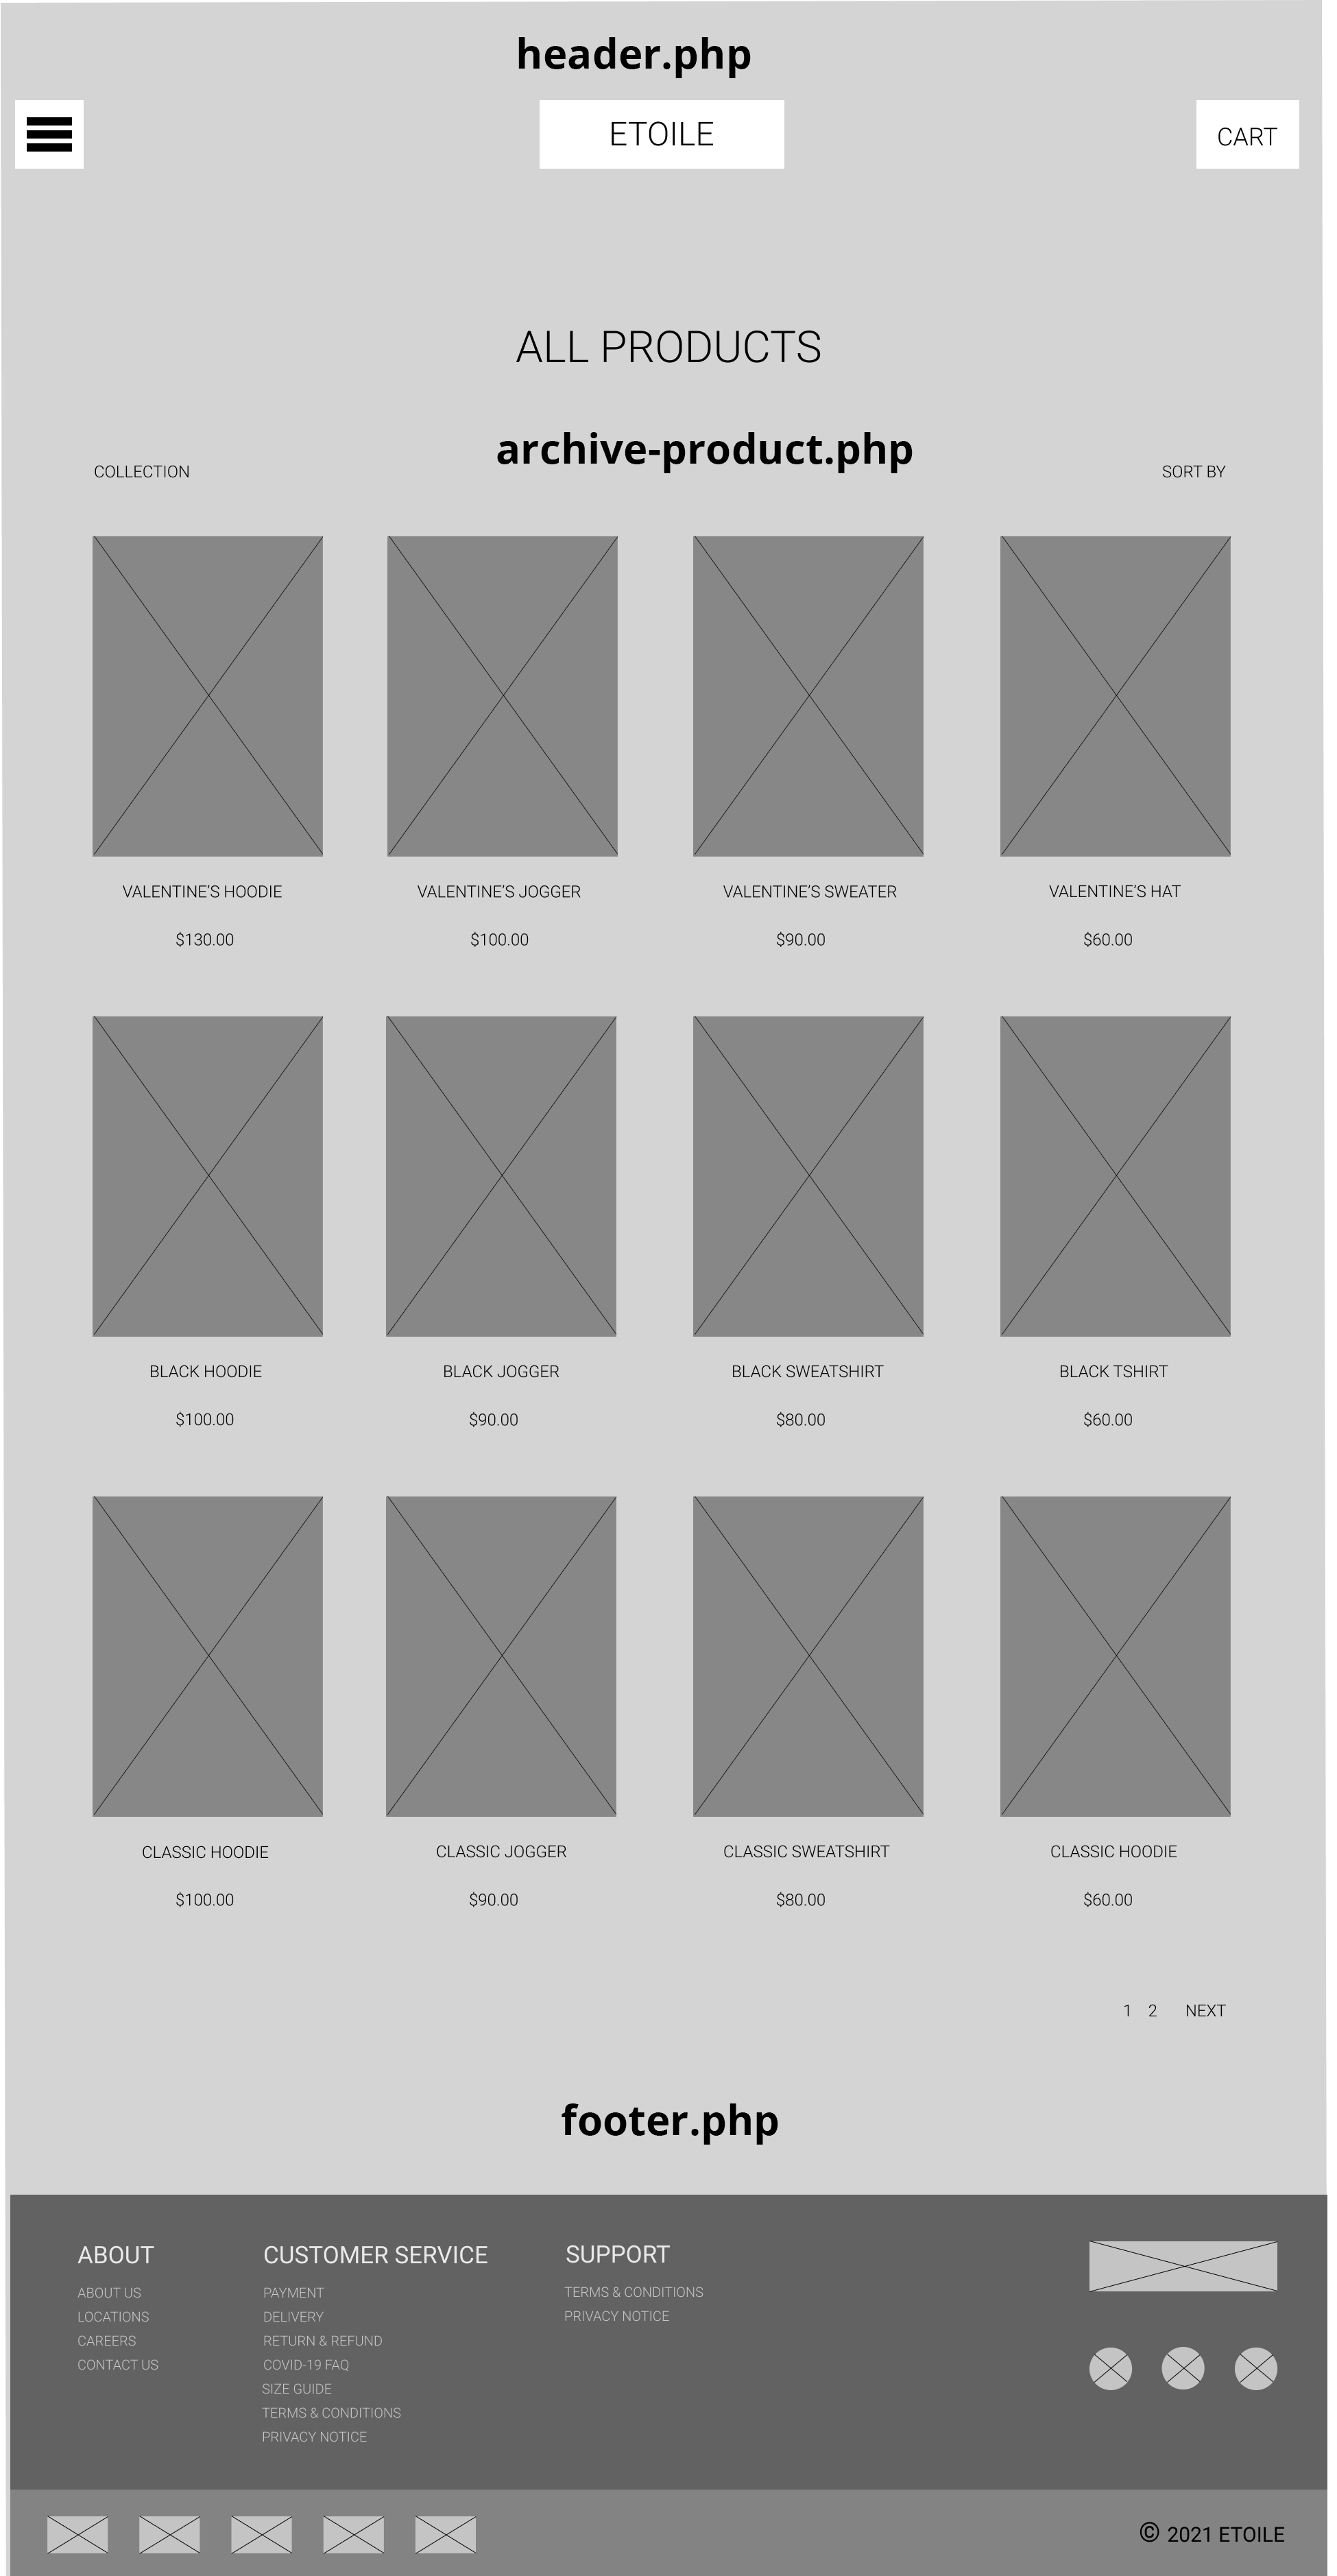 header.php
ETOILE
CART
ALL PRODUCTS
archive-product.php
COLLECTION
SORT BY
VALENTINE'S HOODIE
VALENTINE'S JOGGER
VALENTINE'S SWEATER
VALENTINE'S HAT
$130.00
$100.00
$90.00
$60.00
BLACK HOODIE
BLACK JOGGER
BLACK SWEATSHIRT
BLACK TSHIRT
$100.00
$90.00
$80.00
$60.00
CLASSIC HOODIE
CLASSIC JOGGER
CLASSIC SWEATSHIRT
CLASSIC HOODIE
$100.00
$90.00
$80.00
$60.00
1 2 NEXT
footer.php
ABOUT
ABOUT US
LOCATIONS
CAREERS
CONTACT US
CUSTOMER SERVICE
PAYMENT
DELIVERY
RETURN & REFUND
COVID-19 FAQ
SIZE GUIDE
TERMS & CONDITIONS
PRIVACY NOTICE
SUPPORT
TERMS & CONDITIONS
PRIVACY NOTICE
© 2021 ETOILE